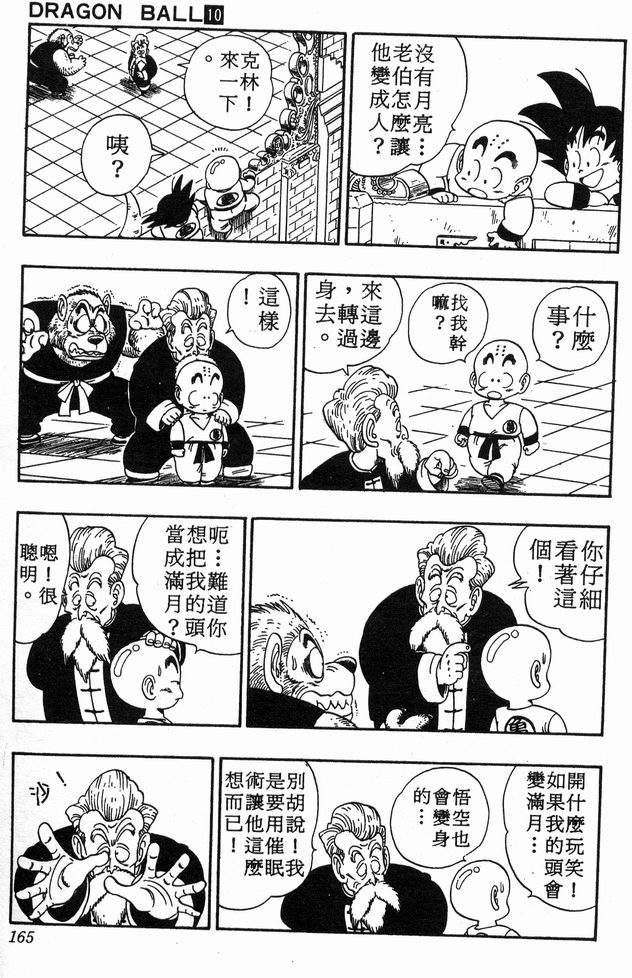 DRAGON BALL 10
沒有月亮…
老伯怎麼讓
他變成人？
克林！
來一下
。
咦？
什麼
事？
找我幹
嘛？
來這邊
，轉過
身去。
這樣
！
你仔細
看著這
個！
呃…難道你
想把我的頭
當成滿月？
嗯！很
聰明。
開什麼玩笑！
如果我的頭會
變滿月…
悟空也
會變身
的…
別胡說！我
是要用催眠
術讓他這麼
想而已！
沙！
165